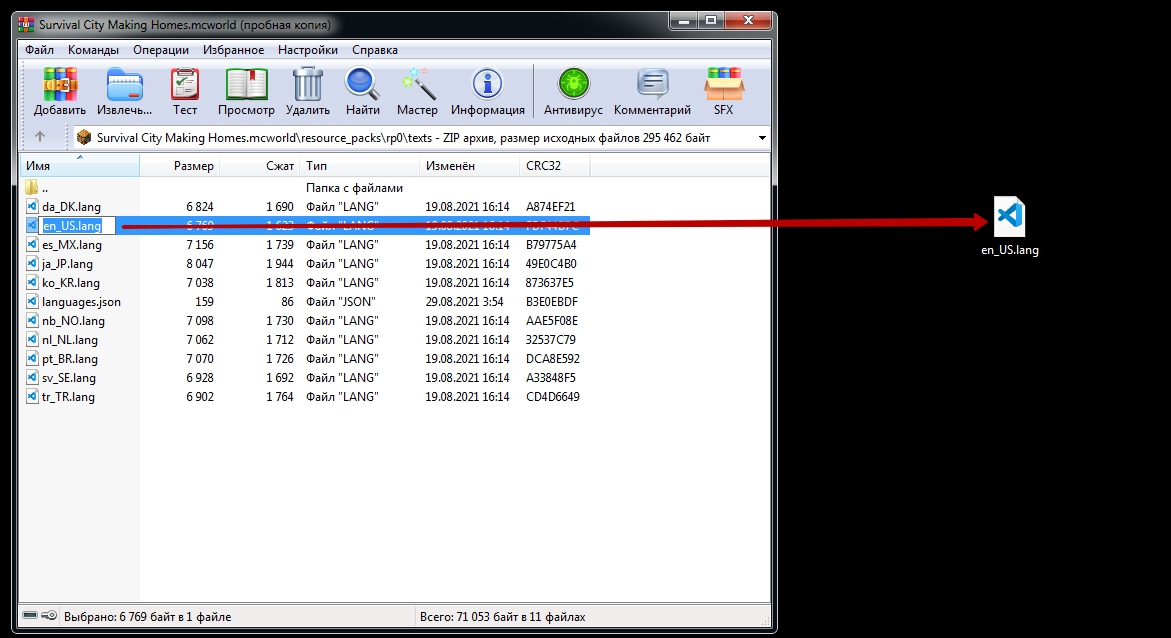 Survival City Making Homes.mcworld (пробная копия)
Файл Команды Операции Избранное Настройки Справка
Добавить Извлечь... Тест Просмотр Удалить Найти Мастер Информация Антивирус Комментарий SFX
Survival City Making Homes.mcworld\resource_packs\rp0\texts - ZIP архив, размер исходных файлов 295 462 байт
Имя Размер Сжат Тип Изменён CRC32
.. Папка с файлами
da_DK.lang 6 824 1 690 Файл "LANG" 19.08.2021 16:14 A874EF21
en_US.lang 6 769
es_MX.lang 7 156 1 739 Файл "LANG" 19.08.2021 16:14 B79775A4
ja_JP.lang 8 047 1 944 Файл "LANG" 19.08.2021 16:14 49E0C4B0
ko_KR.lang 7 038 1 813 Файл "LANG" 19.08.2021 16:14 873637E5
languages.json 159 86 Файл "JSON" 29.08.2021 3:54 B3E0EBDF
nb_NO.lang 7 098 1 730 Файл "LANG" 19.08.2021 16:14 AAE5F08E
nl_NL.lang 7 062 1 712 Файл "LANG" 19.08.2021 16:14 32537C79
pt_BR.lang 7 070 1 726 Файл "LANG" 19.08.2021 16:14 DCA8E592
sv_SE.lang 6 928 1 692 Файл "LANG" 19.08.2021 16:14 A33848F5
tr_TR.lang 6 902 1 764 Файл "LANG" 19.08.2021 16:14 CD4D6649
Выбрано: 6 769 байт в 1 файле Всего: 71 053 байт в 11 файлах
en_US.lang